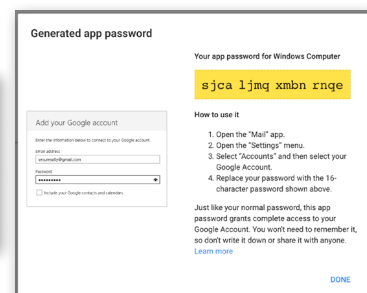 Generated app password
Your app password for Windows Computer
sjca ljmq xmbn rnqe
How to use it
1. Open the "Mail" app.
2. Open the "Settings" menu.
3. Select "Accounts" and then select your
Google Account.
4. Replace your password with the 16-
character password shown above.
Just like your normal password, this app
password grants complete access to your
Google Account. You won't need to remember it,
so don't write it down or share it with anyone.
Learn more
DONE
Add your Google account
Enter the information below to connect to your Google account.
Email address
Password
Include your Google contacts and calendars.